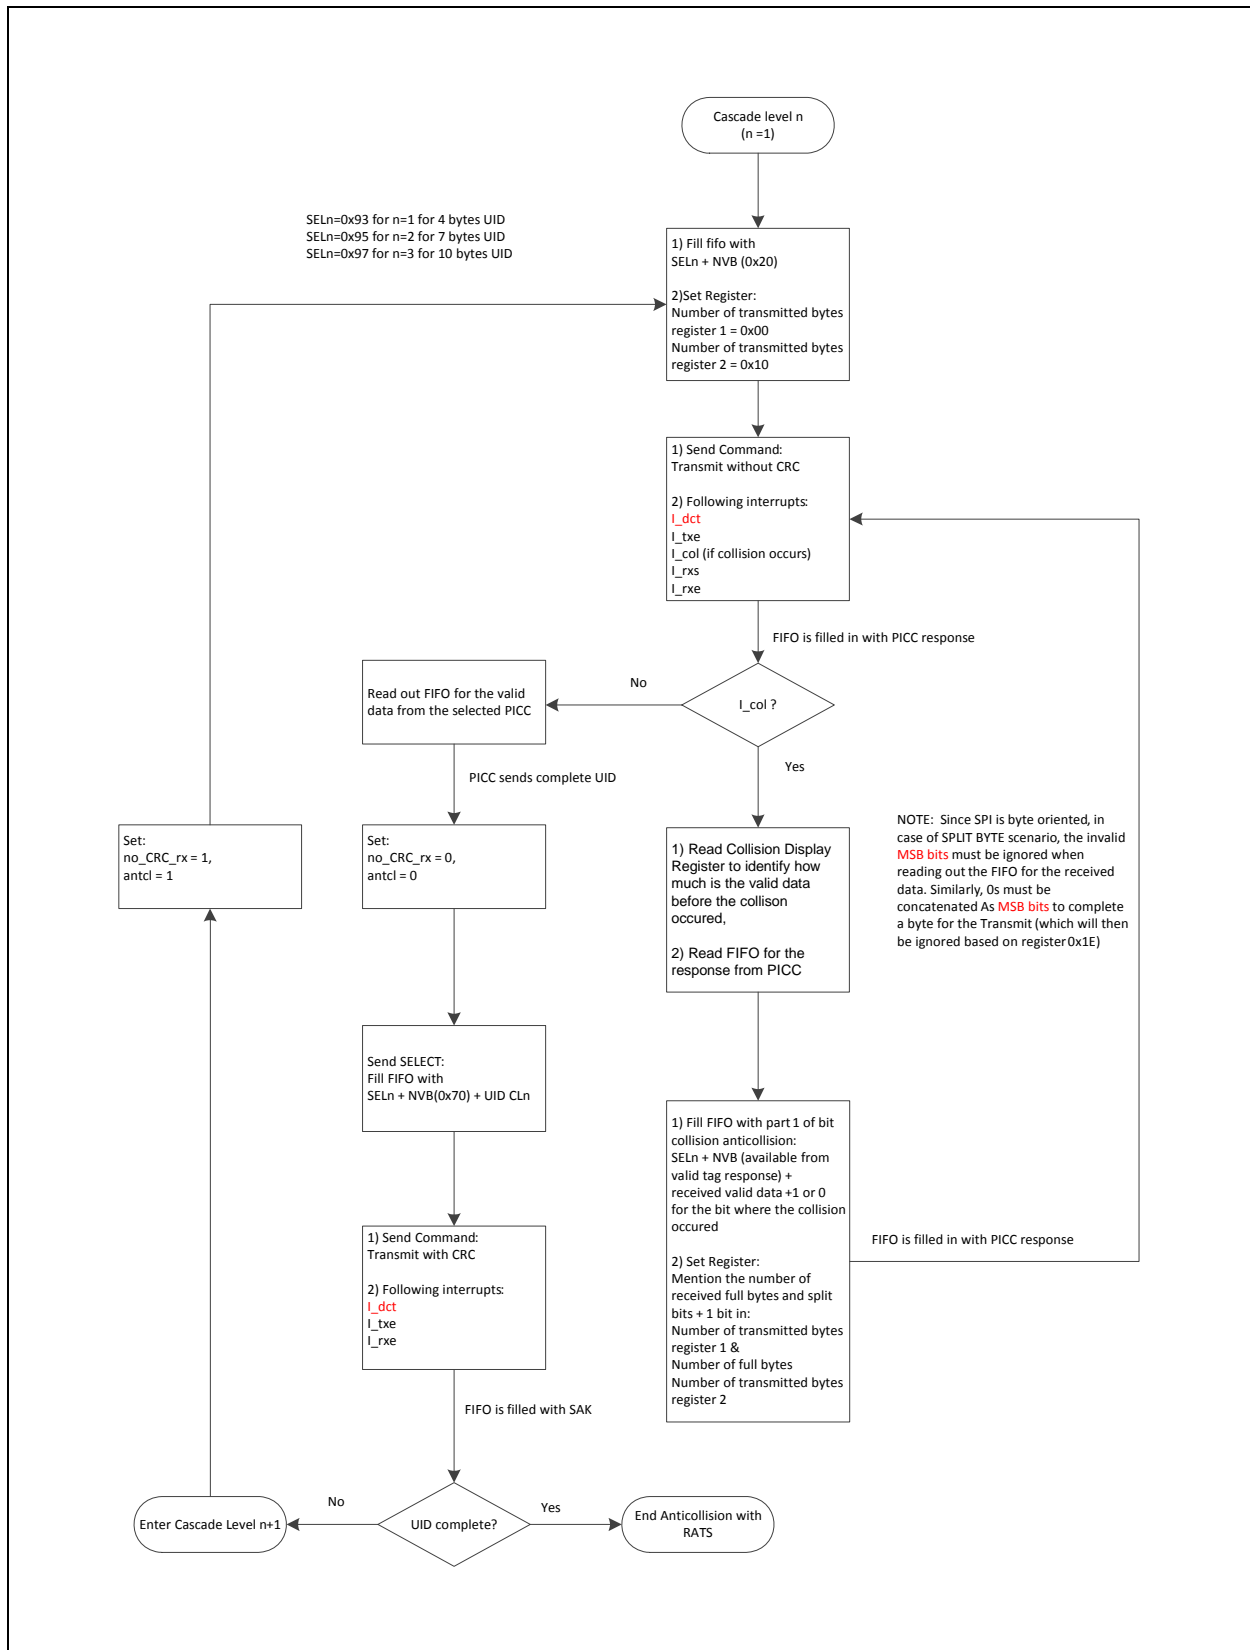 Cascade level n
(n =1)
SELn=0x93 for n=1 for 4 bytes UID
SELn=0x95 for n=2 for 7 bytes UID
SELn=0x97 for n=3 for 10 bytes UID
1) Fill fifo with
SELn + NVB (0x20)
2)Set Register:
Number of transmitted bytes
register 1 = 0x00
Number of transmitted bytes
register 2 = 0x10
1) Send Command:
Transmit without CRC
2) Following interrupts:
I_dct
I_txe
I_col (if collision occurs)
I_rxs
I_rxe
FIFO is filled in with PICC response
I_col ?
No
Read out FIFO for the valid
data from the selected PICC
Yes
PICC sends complete UID
Set:
no_CRC_rx = 1,
antcl = 1
Set:
no_CRC_rx = 0,
antcl = 0
1) Read Collision Display
Register to identify how
much is the valid data
before the collison
occured,
2) Read FIFO for the
response from PICC
NOTE: Since SPI is byte oriented, in
case of SPLIT BYTE scenario, the invalid
MSB bits must be ignored when
reading out the FIFO for the received
data. Similarly, 0s must be
concatenated As MSB bits to complete
a byte for the Transmit (which will then
be ignored based on register 0x1E)
Send SELECT:
Fill FIFO with
SELn + NVB(0x70) + UID CLn
1) Fill FIFO with part 1 of bit
collision anticollision:
SELn + NVB (available from
valid tag response) +
received valid data +1 or 0
for the bit where the collision
occured
2) Set Register:
Mention the number of
received full bytes and split
bits + 1 bit in:
Number of transmitted bytes
register 1 &
Number of full bytes
Number of transmitted bytes
register 2
FIFO is filled in with PICC response
1) Send Command:
Transmit with CRC
2) Following interrupts:
I_dct
I_txe
I_rxe
FIFO is filled with SAK
UID complete?
No
Enter Cascade Level n+1
Yes
End Anticollision with
RATS